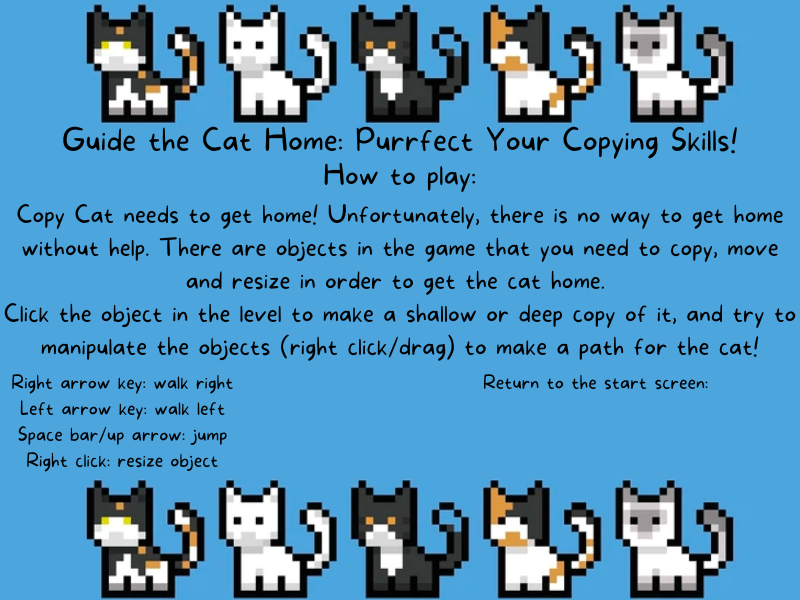 Guide the Cat Home: Purrfect Your Copying Skills!
How to play:
Copy Cat needs to get home! Unfortunately, there is no way to get home
without help. There are objects in the game that you need to copy, move
and resize in order to get the cat home.
Click the object in the level to make a shallow or deep copy of it, and try to
manipulate the objects (right click/drag) to make a path for the cat!
Right arrow key: walk right
Left arrow key: walk left
Space bar/up arrow: jump
Right click: resize object
Return to the start screen: